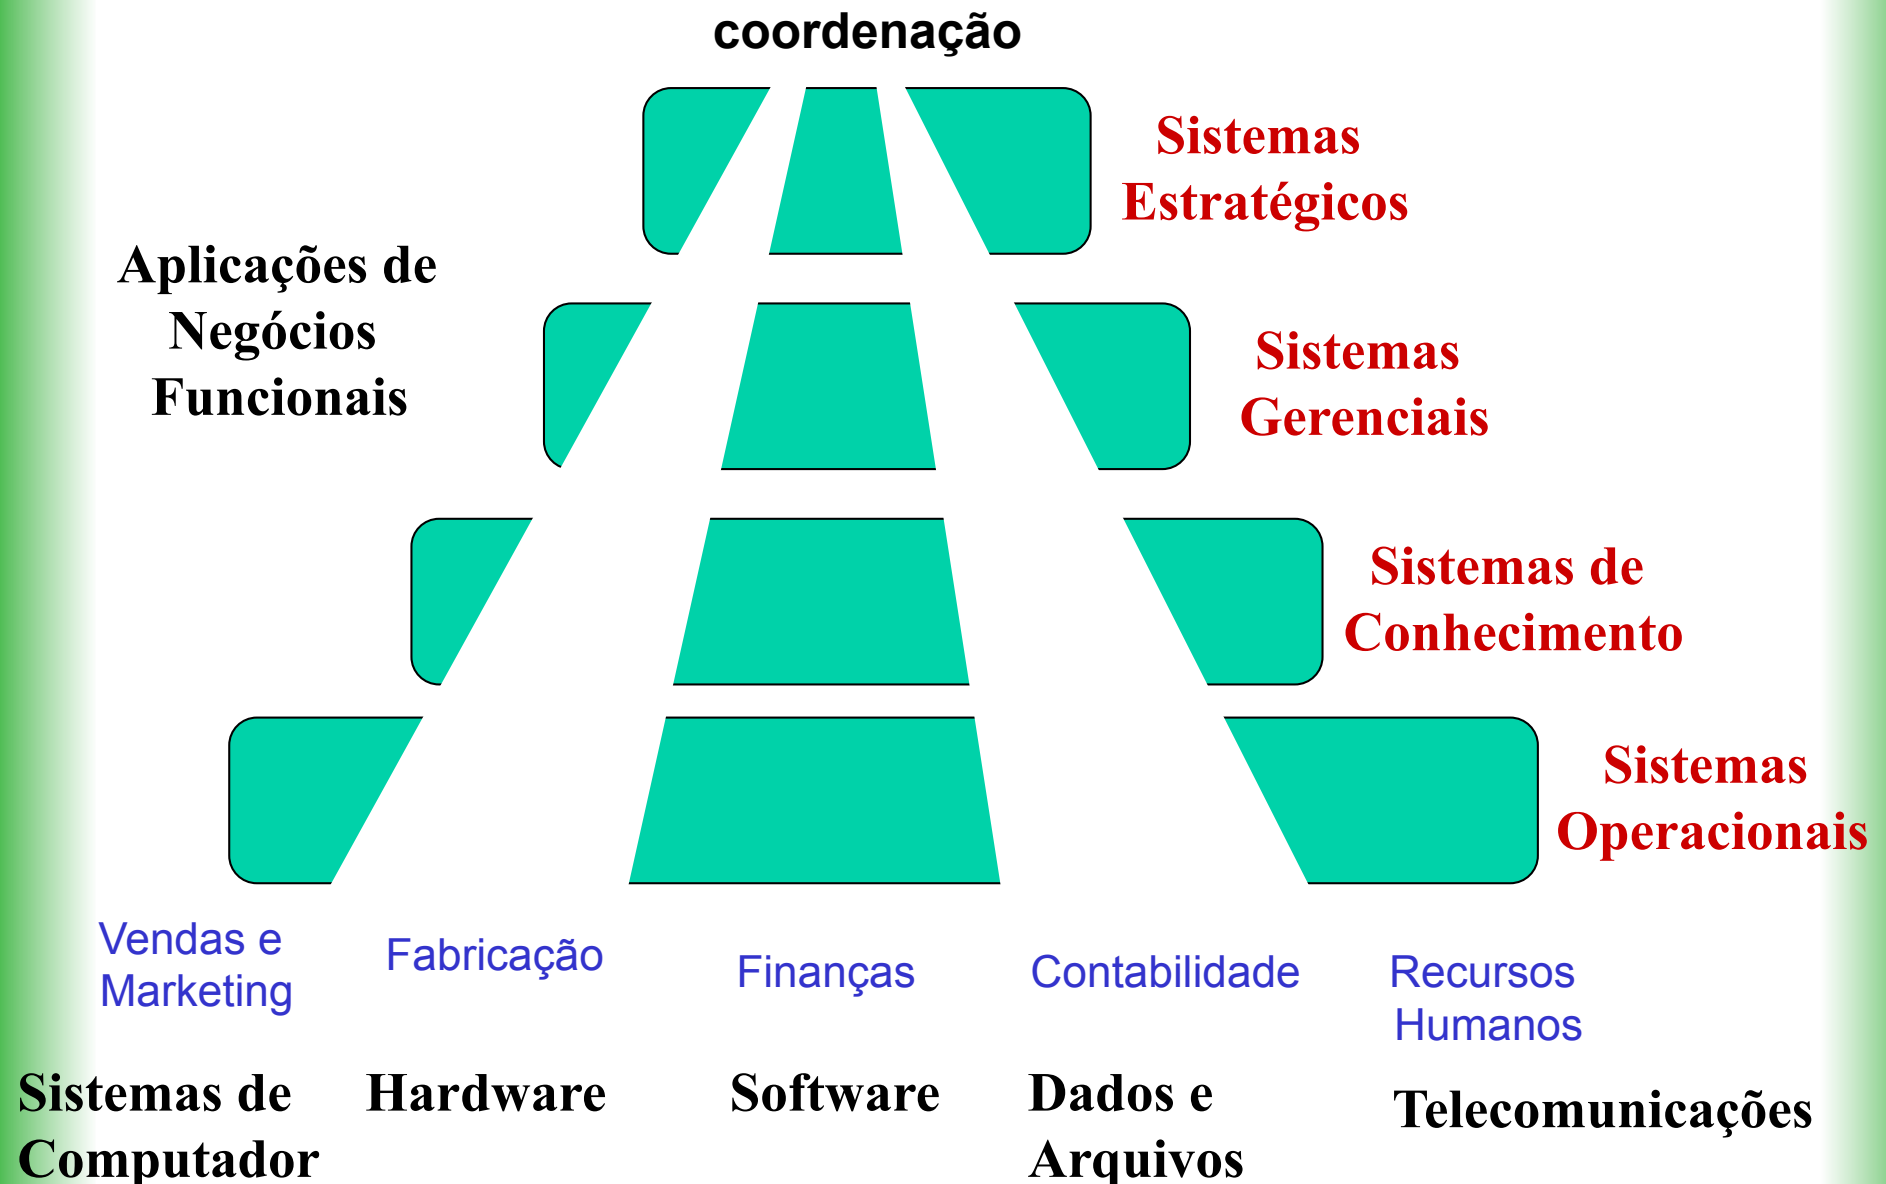 coordenação
Sistemas
Estratégicos
Aplicações de
Negócios
Funcionais
Sistemas
Gerenciais
Sistemas de
Conhecimento
Sistemas
Operacionais
Vendas e
Marketing
Fabricação
Finanças
Contabilidade
Recursos
Humanos
Sistemas de
Computador
Hardware
Software
Dados e
Arquivos
Telecomunicações